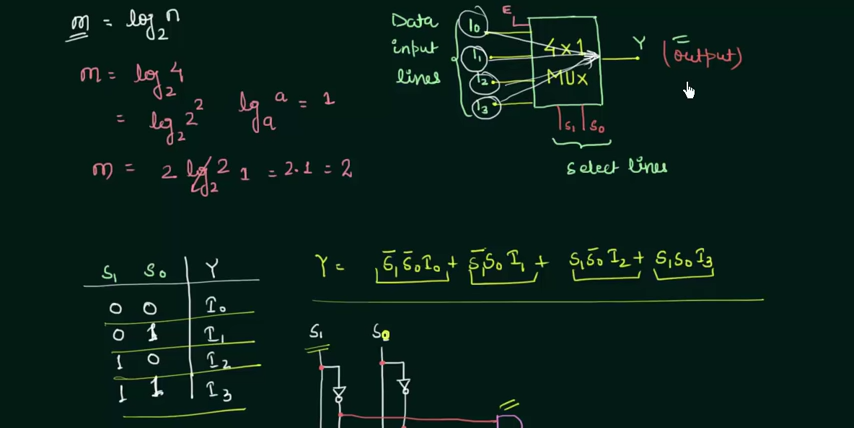 m = log₂ n
m = log₂ 4
= log₂ 2²
logₐ a = 1
m = 2 log₂ 2 1 = 2.1 = 2
Data
input
lines
I₀
I₁
I₂
I₃
E
4x1
MUX
Y
(output)
S₁ S₀
select lines
S₁ S₀ Y
0 0 I₀
0 1 I₁
1 0 I₂
1 1 I₃
Y = S̅₁S̅₀I₀ + S̅₁S₀I₁ + S₁S̅₀I₂ + S₁S₀I₃
S₁ S₀